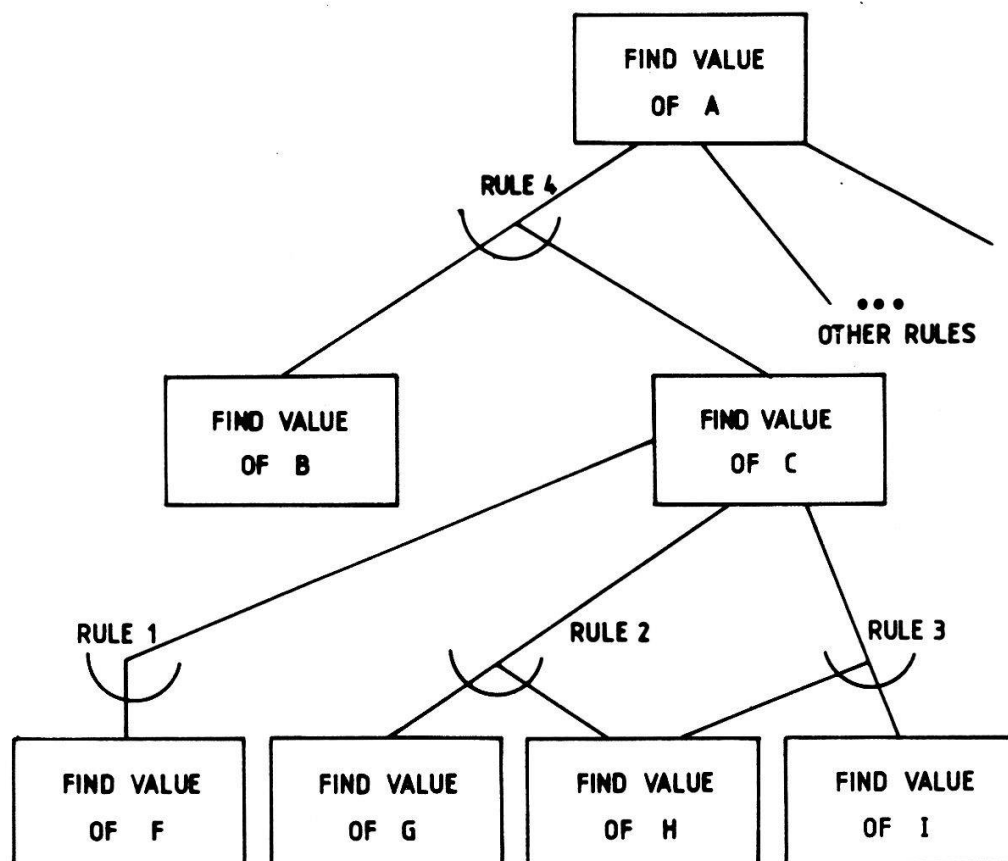 FIND VALUE
OF A
RULE 4
•••
OTHER RULES
FIND VALUE
OF B
FIND VALUE
OF C
RULE 1
RULE 2
RULE 3
FIND VALUE
OF F
FIND VALUE
OF G
FIND VALUE
OF H
FIND VALUE
OF I